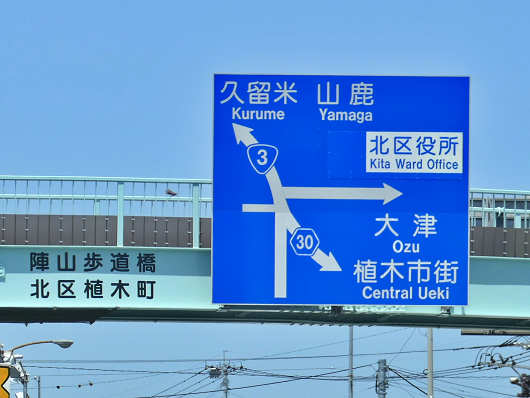 久留米 山鹿
Kurume Yamaga
3
北区役所
Kita Ward Office
大津
Ozu
30
植木市街
Central Ueki
陣山歩道橋
北区植木町